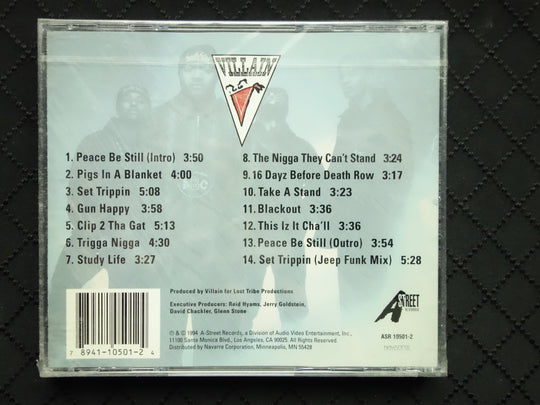 VILLAIN
1. Peace Be Still (Intro) 3:50
2. Pigs In A Blanket 4:00
3. Set Trippin 5:08
4. Gun Happy 3:58
5. Clip 2 Tha Gat 5:13
6. Trigga Nigga 4:30
7. Study Life 3:27
8. The Nigga They Can't Stand 3:24
9. 16 Dayz Before Death Row 3:17
10. Take A Stand 3:23
11. Blackout 3:36
12. This Iz It Cha'll 3:36
13. Peace Be Still (Outro) 3:54
14. Set Trippin (Jeep Funk Mix) 5:28
Produced by Villain for Lost Tribe Productions
Executive Producers: Reid Hyams, Jerry Goldstein,
David Chackler, Glenn Stone
7 89411-10501-2 4
℗ & © 1994 A-Street Records, a Division of Audio Video Entertainment, Inc.,
11100 Santa Monica Blvd., Los Angeles, CA 90025. All Rights Reserved.
Distributed by Navarre Corporation, Minneapolis, MN 55428
A STREET
ASR 10501-2